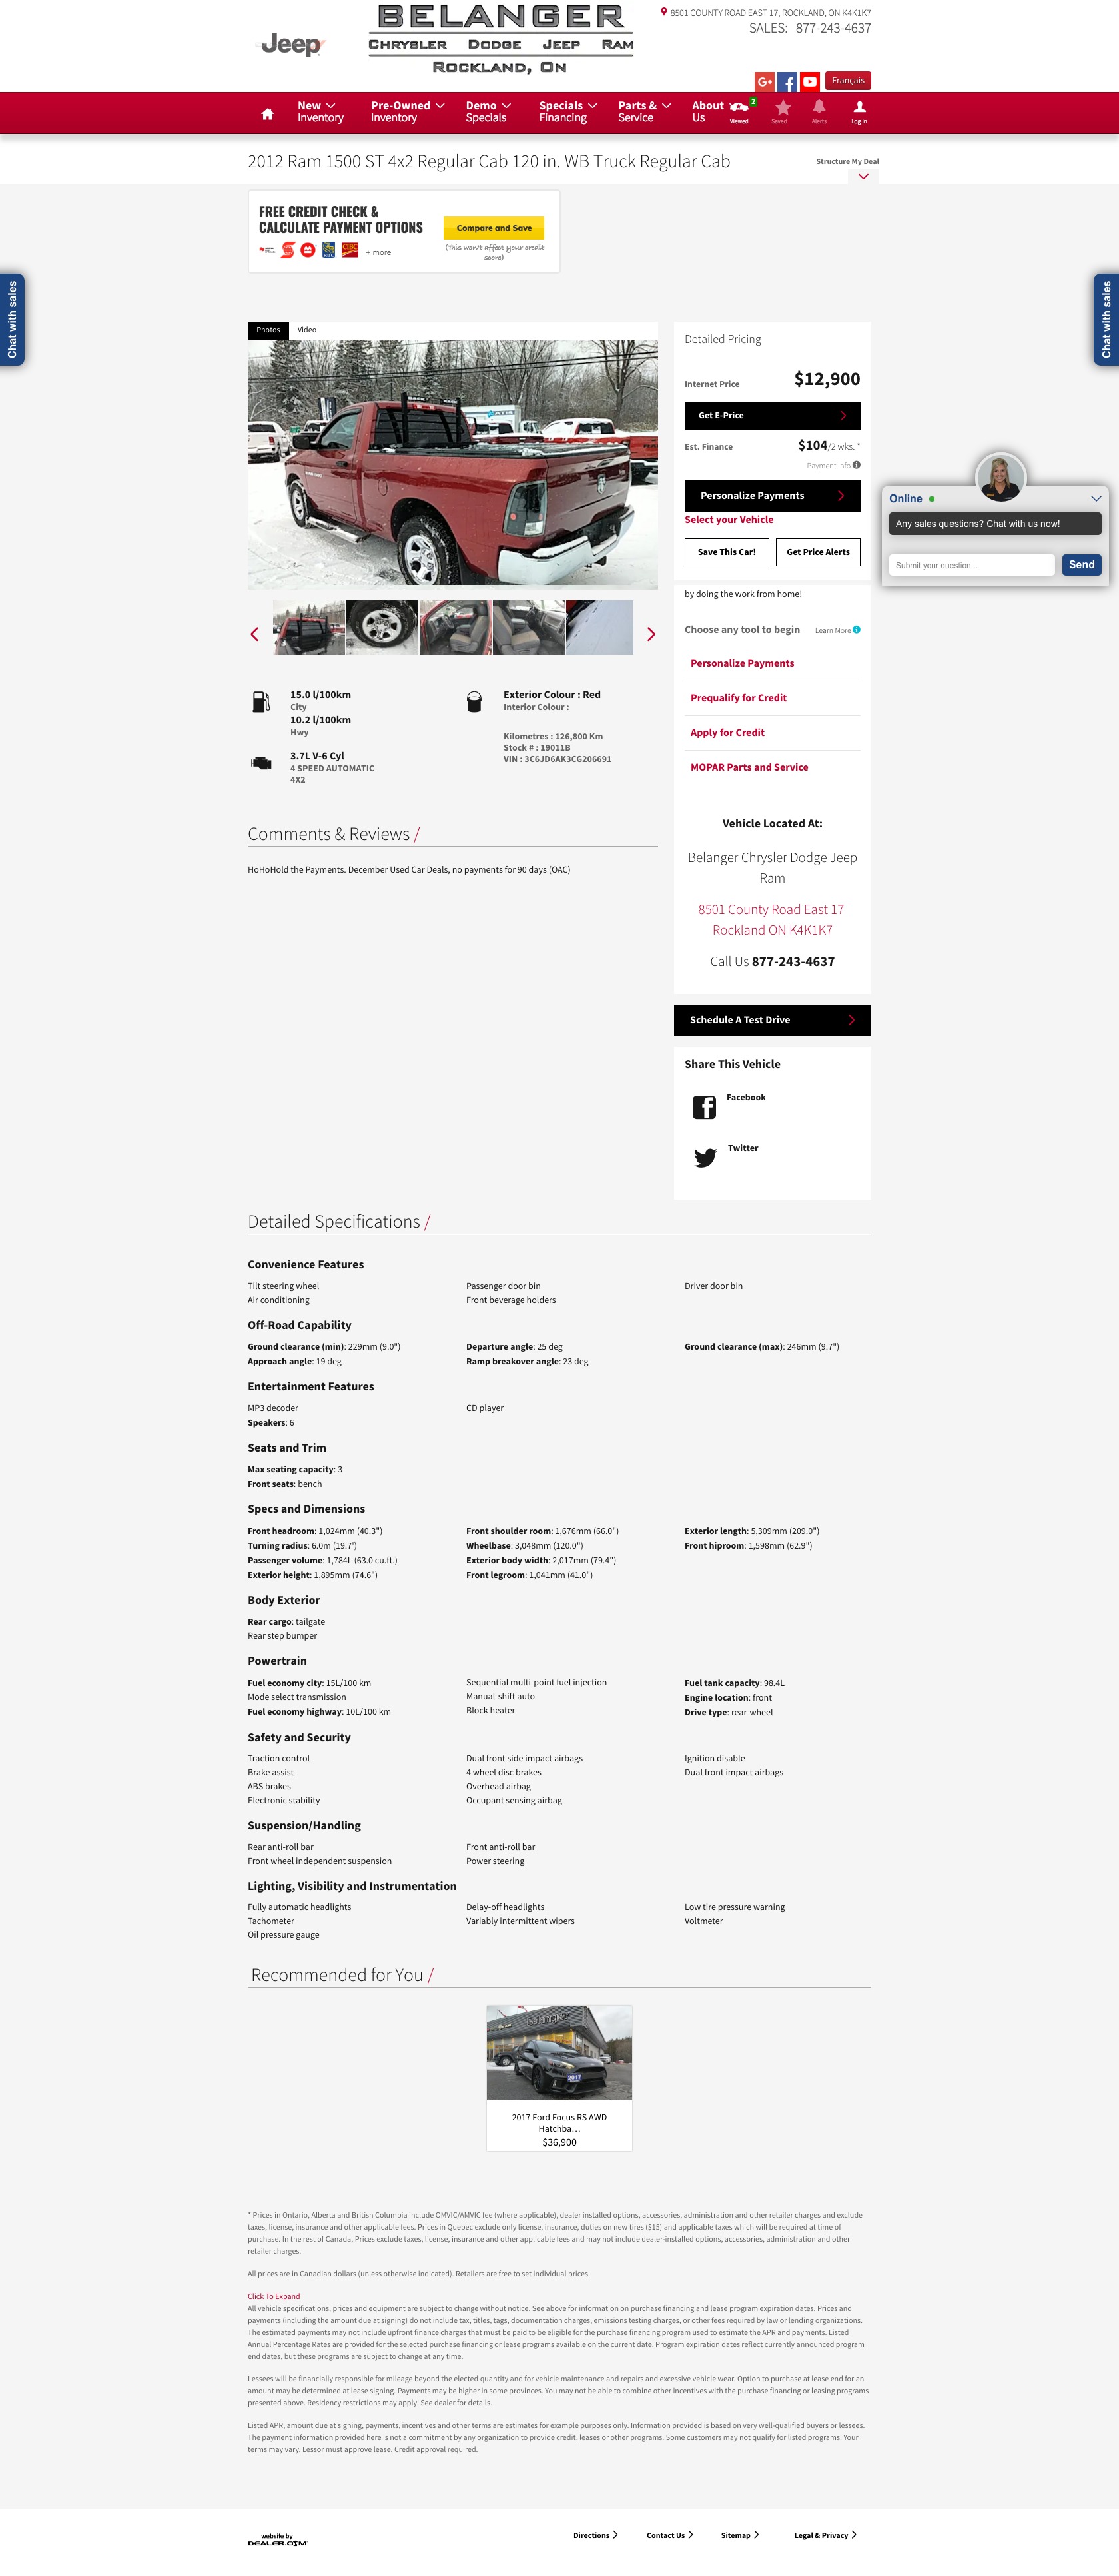 Jeep
BELANGER
CHRYSLER DODGE JEEP RAM
ROCKLAND, ON
8501 COUNTY ROAD EAST 17, ROCKLAND, ON K4K1K7
SALES: 877-243-4637
G+
Français
New
Inventory
Pre-Owned
Inventory
Demo
Specials
Specials
Financing
Parts &
Service
About
Us
2
Viewed
Saved
Alerts
Log In
2012 Ram 1500 ST 4x2 Regular Cab 120 in. WB Truck Regular Cab
Structure My Deal
FREE CREDIT CHECK &
CALCULATE PAYMENT OPTIONS
RBC
CIBC
+ more
Compare and Save
(This won't affect your credit
score)
Chat with sales
Chat with sales
Photos
Video
Detailed Pricing
Internet Price
$12,900
Get E-Price
Est. Finance
$104/2 wks. *
Payment Info
Personalize Payments
Select your Vehicle
Save This Car!
Get Price Alerts
Online
Any sales questions? Chat with us now!
Submit your question...
Send
by doing the work from home!
Choose any tool to begin
Learn More
Personalize Payments
Prequalify for Credit
Apply for Credit
MOPAR Parts and Service
15.0 l/100km
City
10.2 l/100km
Hwy
3.7L V-6 Cyl
4 SPEED AUTOMATIC
4X2
Exterior Colour : Red
Interior Colour :
Kilometres : 126,800 Km
Stock # : 19011B
VIN : 3C6JD6AK3CG206691
Comments & Reviews /
HoHoHold the Payments. December Used Car Deals, no payments for 90 days (OAC)
Vehicle Located At:
Belanger Chrysler Dodge Jeep
Ram
8501 County Road East 17
Rockland ON K4K1K7
Call Us 877-243-4637
Schedule A Test Drive
Share This Vehicle
Facebook
Twitter
Detailed Specifications /
Convenience Features
Tilt steering wheel
Air conditioning
Passenger door bin
Front beverage holders
Driver door bin
Off-Road Capability
Ground clearance (min): 229mm (9.0")
Approach angle: 19 deg
Departure angle: 25 deg
Ramp breakover angle: 23 deg
Ground clearance (max): 246mm (9.7")
Entertainment Features
MP3 decoder
Speakers: 6
CD player
Seats and Trim
Max seating capacity: 3
Front seats: bench
Specs and Dimensions
Front headroom: 1,024mm (40.3")
Turning radius: 6.0m (19.7')
Passenger volume: 1,784L (63.0 cu.ft.)
Exterior height: 1,895mm (74.6")
Front shoulder room: 1,676mm (66.0")
Wheelbase: 3,048mm (120.0")
Exterior body width: 2,017mm (79.4")
Front legroom: 1,041mm (41.0")
Exterior length: 5,309mm (209.0")
Front hiproom: 1,598mm (62.9")
Body Exterior
Rear cargo: tailgate
Rear step bumper
Powertrain
Fuel economy city: 15L/100 km
Mode select transmission
Fuel economy highway: 10L/100 km
Sequential multi-point fuel injection
Manual-shift auto
Block heater
Fuel tank capacity: 98.4L
Engine location: front
Drive type: rear-wheel
Safety and Security
Traction control
Brake assist
ABS brakes
Electronic stability
Dual front side impact airbags
4 wheel disc brakes
Overhead airbag
Occupant sensing airbag
Ignition disable
Dual front impact airbags
Suspension/Handling
Rear anti-roll bar
Front wheel independent suspension
Front anti-roll bar
Power steering
Lighting, Visibility and Instrumentation
Fully automatic headlights
Tachometer
Oil pressure gauge
Delay-off headlights
Variably intermittent wipers
Low tire pressure warning
Voltmeter
Recommended for You /
2017
2017 Ford Focus RS AWD
Hatchba…
$36,900
* Prices in Ontario, Alberta and British Columbia include OMVIC/AMVIC fee (where applicable), dealer installed options, accessories, administration and other retailer charges and exclude
taxes, license, insurance and other applicable fees. Prices in Quebec exclude only license, insurance, duties on new tires ($15) and applicable taxes which will be required at time of
purchase. In the rest of Canada, Prices exclude taxes, license, insurance and other applicable fees and may not include dealer-installed options, accessories, administration and other
retailer charges.
All prices are in Canadian dollars (unless otherwise indicated). Retailers are free to set individual prices.
Click To Expand
All vehicle specifications, prices and equipment are subject to change without notice. See above for information on purchase financing and lease program expiration dates. Prices and
payments (including the amount due at signing) do not include tax, titles, tags, documentation charges, emissions testing charges, or other fees required by law or lending organizations.
The estimated payments may not include upfront finance charges that must be paid to be eligible for the purchase financing program used to estimate the APR and payments. Listed
Annual Percentage Rates are provided for the selected purchase financing or lease programs available on the current date. Program expiration dates reflect currently announced program
end dates, but these programs are subject to change at any time.
Lessees will be financially responsible for mileage beyond the elected quantity and for vehicle maintenance and repairs and excessive vehicle wear. Option to purchase at lease end for an
amount may be determined at lease signing. Payments may be higher in some provinces. You may not be able to combine other incentives with the purchase financing or leasing programs
presented above. Residency restrictions may apply. See dealer for details.
Listed APR, amount due at signing, payments, incentives and other terms are estimates for example purposes only. Information provided is based on very well-qualified buyers or lessees.
The payment information provided here is not a commitment by any organization to provide credit, leases or other programs. Some customers may not qualify for listed programs. Your
terms may vary. Lessor must approve lease. Credit approval required.
website by
DEALER.COM
Directions
Contact Us
Sitemap
Legal & Privacy